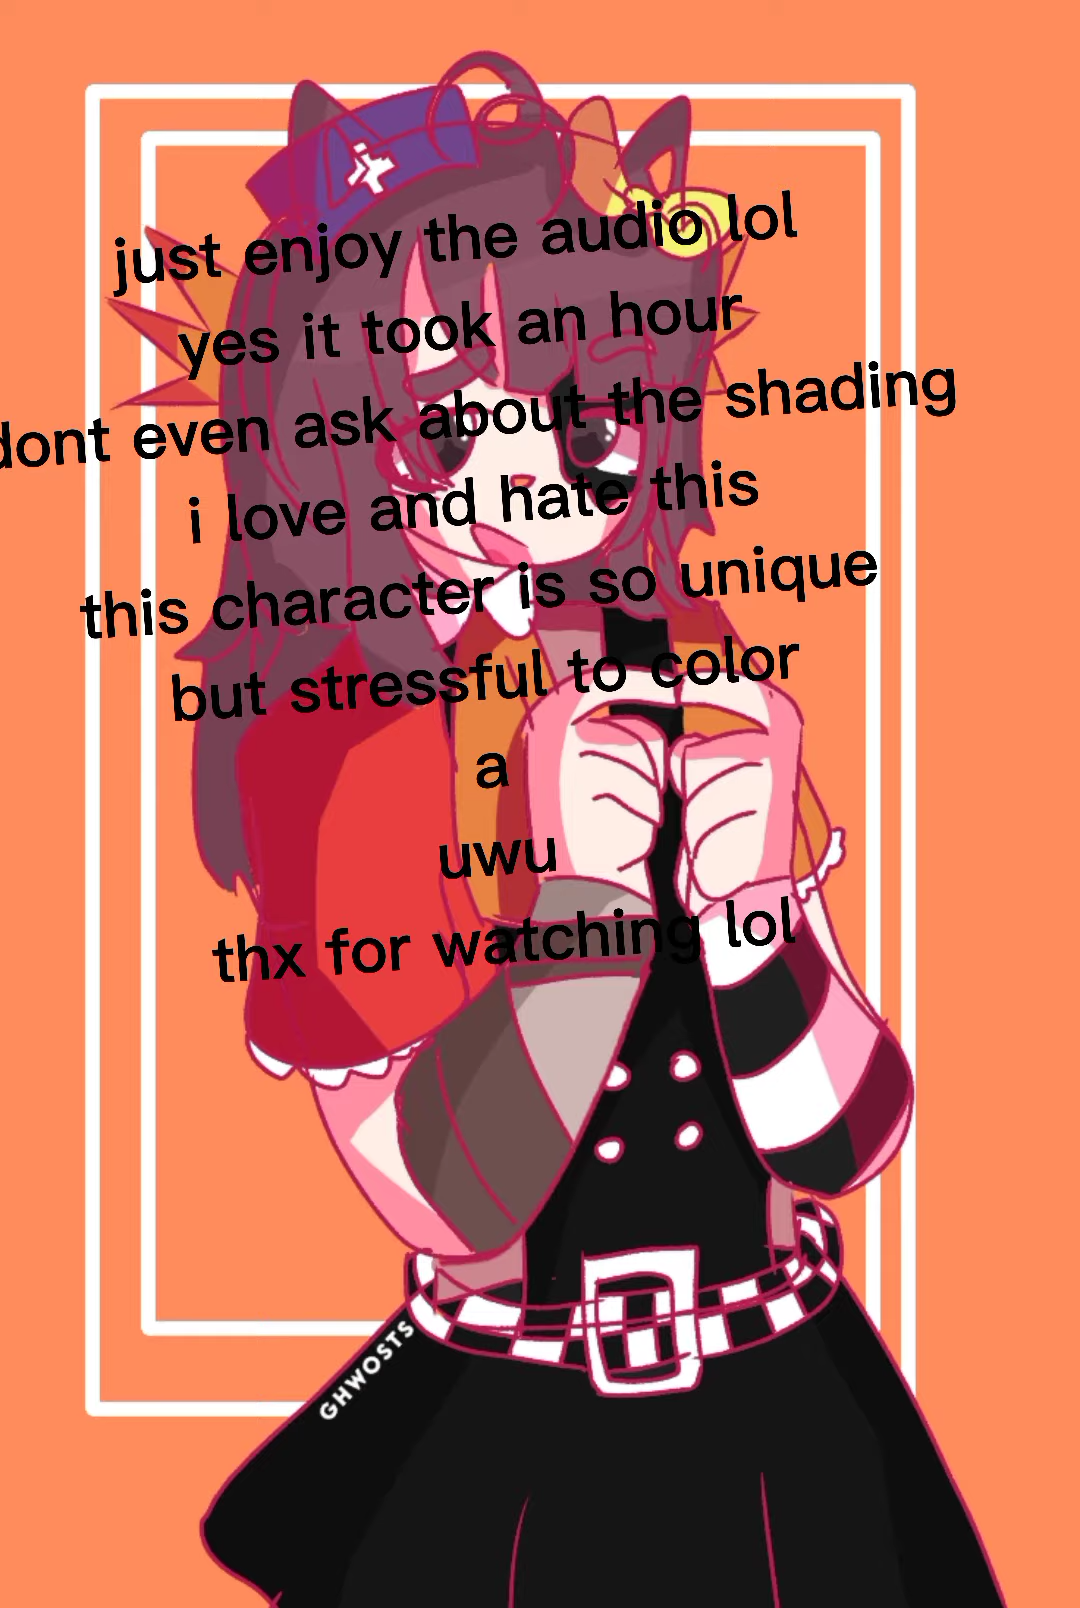 just enjoy the audio lol
yes it took an hour
dont even ask about the shading
i love and hate this
this character is so unique
but stressful to color
a
uwu
thx for watching lol
GHWOSTS